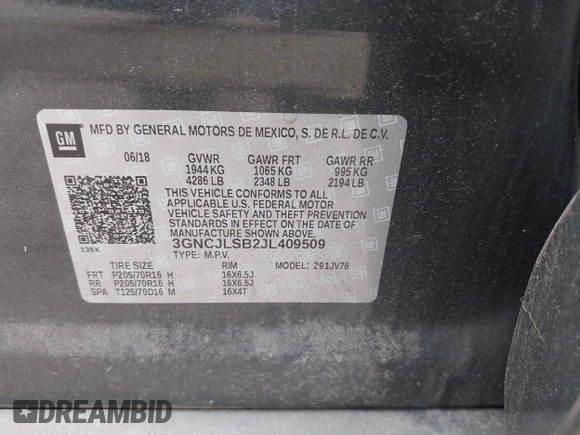 GM
MFD BY GENERAL MOTORS DE MEXICO, S. DE R.L. DE C.V.
06/18 GVWR GAWR FRT GAWR RR
1944 KG 1065 KG 995 KG
4286 LB 2348 LB 2194 LB
THIS VEHICLE CONFORMS TO ALL
APPLICABLE U.S. FEDERAL MOTOR
VEHICLE SAFETY AND THEFT PREVENTION
STANDARDS IN EFFECT ON THE DATE OF
MANUFACTURE SHOWN ABOVE.
139X 3GNCJLSB2JL409509
TYPE: M.P.V. MODEL: 291JV76
TIRE SIZE RIM
FRT P205/70R16 H 16X6.5J
RR P205/70R16 H 16X6.5J
SPA T125/70D16 M 16X4T
DREAMBID